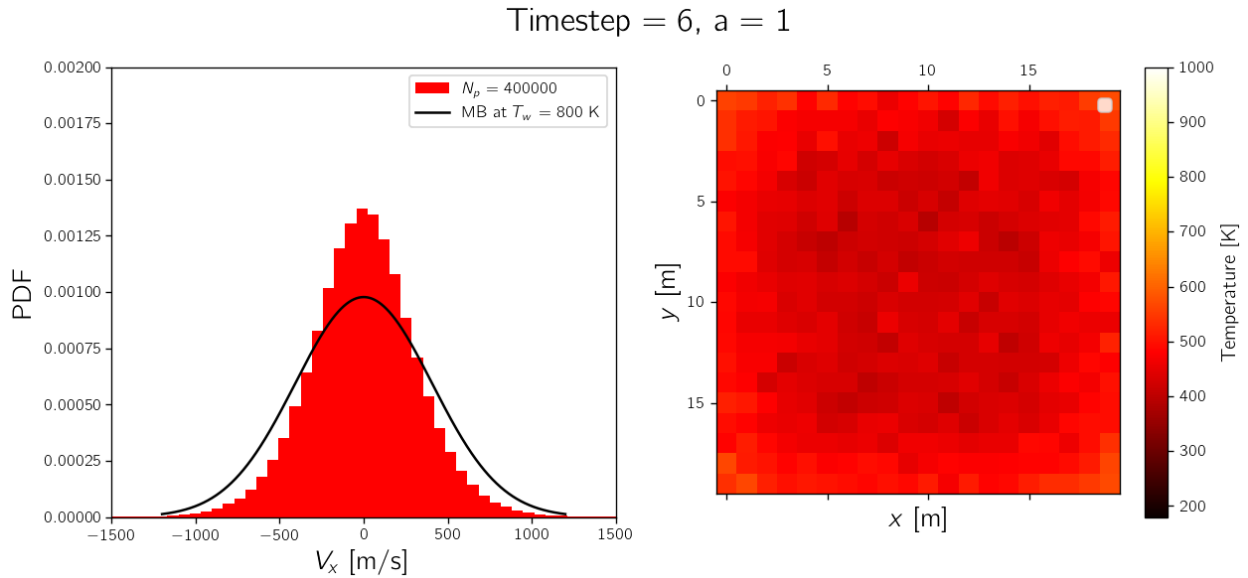 Timestep = 6, a = 1
0.00200
0.00175
0.00150
0.00125
0.00100
0.00075
0.00050
0.00025
0.00000
PDF
N_p = 400000
MB at T_w = 800 K
−1500 −1000 −500 0 500 1000 1500
V_x [m/s]
0 5 10 15
0
5
10
15
y [m]
x [m]
1000
900
800
700
600
500
400
300
200
Temperature [K]